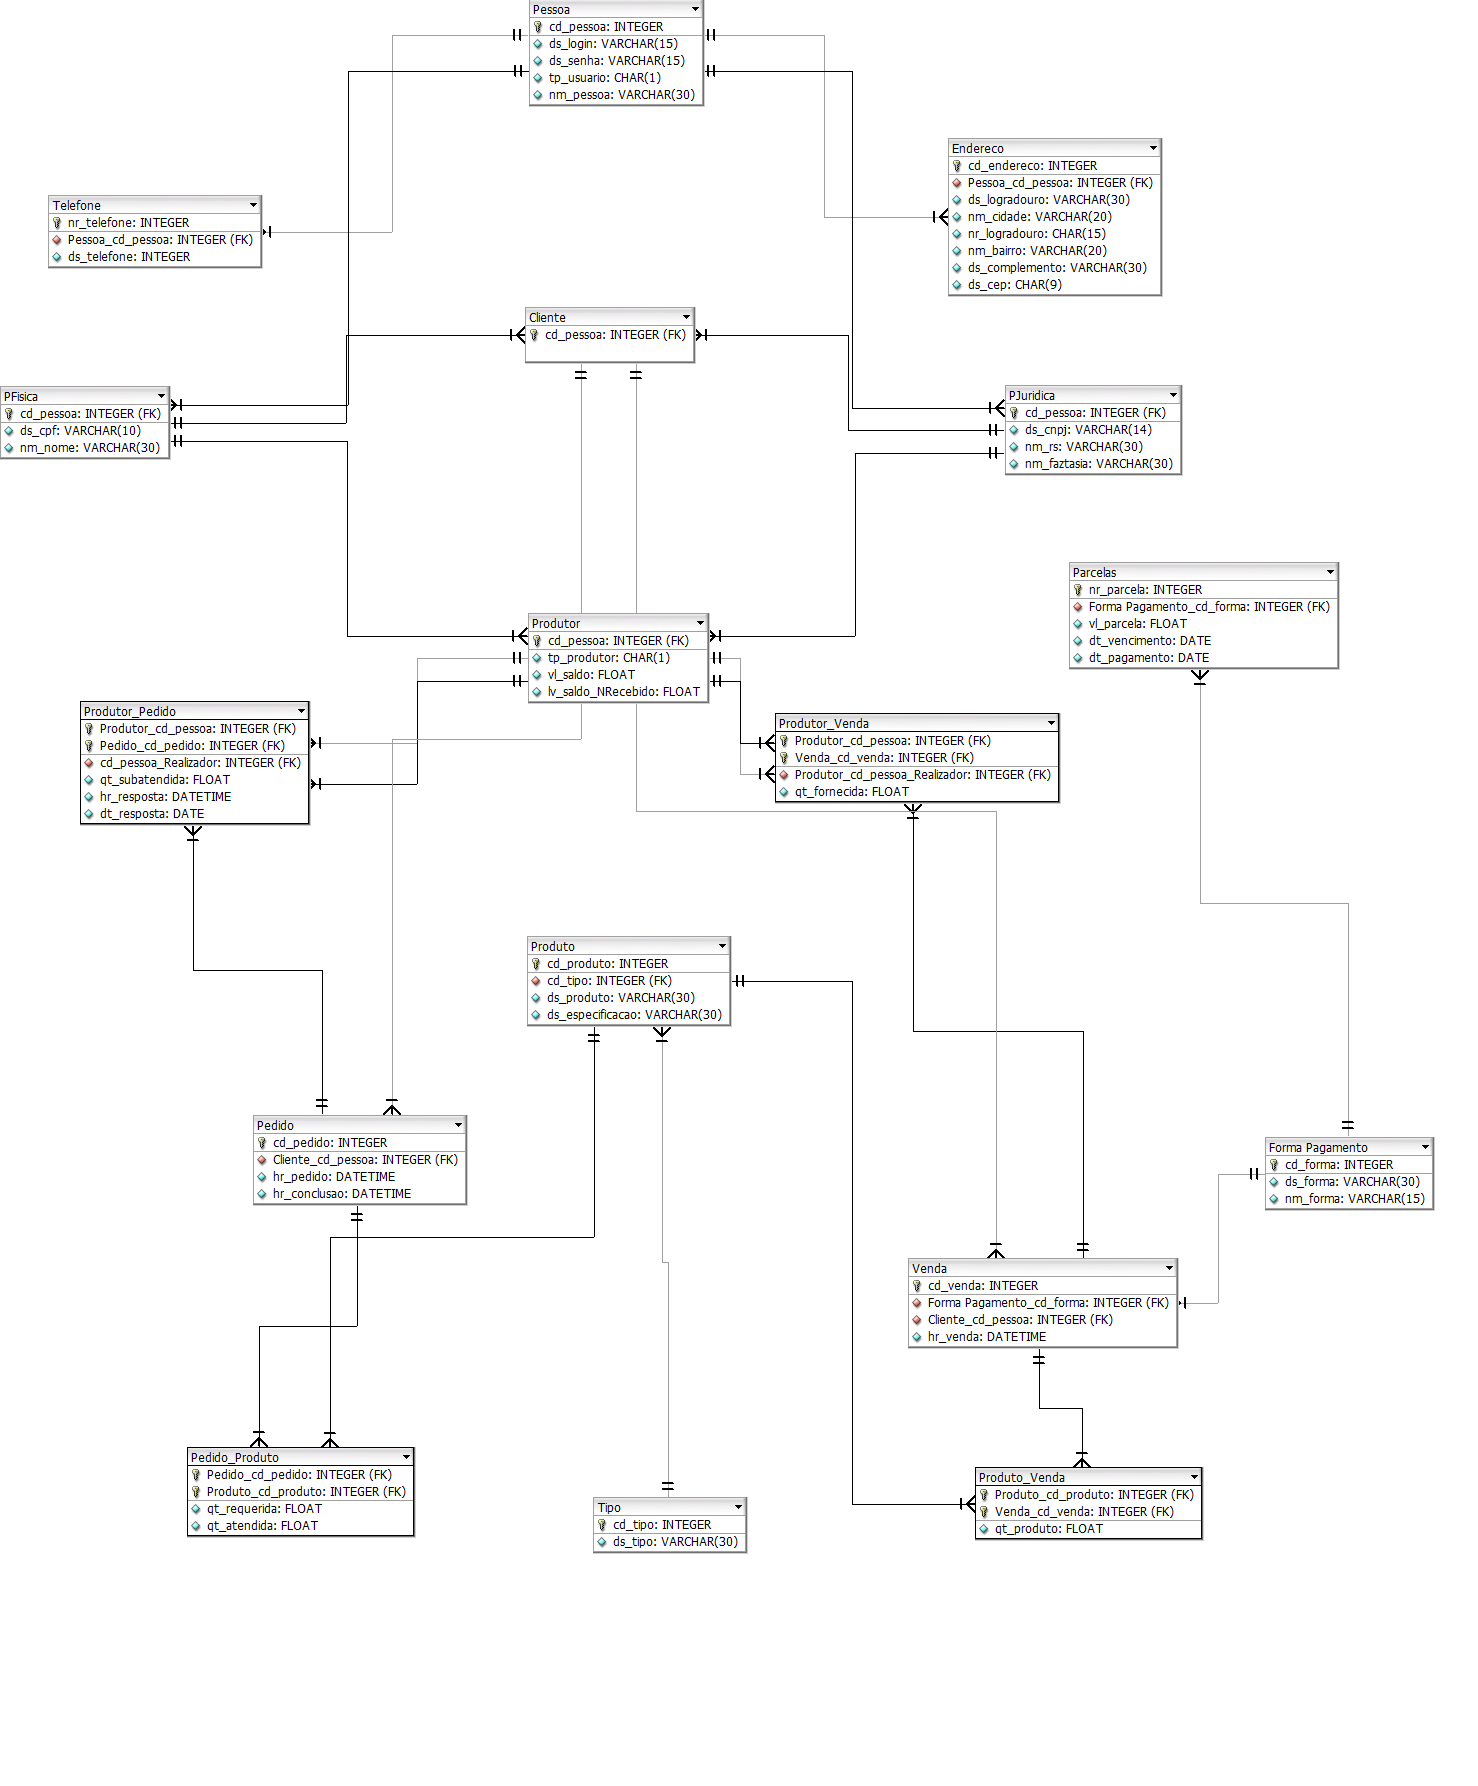 Pessoa
cd_pessoa: INTEGER
ds_login: VARCHAR(15)
ds_senha: VARCHAR(15)
tp_usuario: CHAR(1)
nm_pessoa: VARCHAR(30)
Endereco
cd_endereco: INTEGER
Pessoa_cd_pessoa: INTEGER (FK)
ds_logradouro: VARCHAR(30)
nm_cidade: VARCHAR(20)
nr_logradouro: CHAR(15)
nm_bairro: VARCHAR(20)
ds_complemento: VARCHAR(30)
ds_cep: CHAR(9)
Telefone
nr_telefone: INTEGER
Pessoa_cd_pessoa: INTEGER (FK)
ds_telefone: INTEGER
Cliente
cd_pessoa: INTEGER (FK)
PFisica
cd_pessoa: INTEGER (FK)
ds_cpf: VARCHAR(10)
nm_nome: VARCHAR(30)
PJuridica
cd_pessoa: INTEGER (FK)
ds_cnpj: VARCHAR(14)
nm_rs: VARCHAR(30)
nm_faztasia: VARCHAR(30)
Parcelas
nr_parcela: INTEGER
Forma Pagamento_cd_forma: INTEGER (FK)
vl_parcela: FLOAT
dt_vencimento: DATE
dt_pagamento: DATE
Produtor
cd_pessoa: INTEGER (FK)
tp_produtor: CHAR(1)
vl_saldo: FLOAT
lv_saldo_NRecebido: FLOAT
Produtor_Pedido
Produtor_cd_pessoa: INTEGER (FK)
Pedido_cd_pedido: INTEGER (FK)
cd_pessoa_Realizador: INTEGER (FK)
qt_subatendida: FLOAT
hr_resposta: DATETIME
dt_resposta: DATE
Produtor_Venda
Produtor_cd_pessoa: INTEGER (FK)
Venda_cd_venda: INTEGER (FK)
Produtor_cd_pessoa_Realizador: INTEGER (FK)
qt_fornecida: FLOAT
Produto
cd_produto: INTEGER
cd_tipo: INTEGER (FK)
ds_produto: VARCHAR(30)
ds_especificacao: VARCHAR(30)
Pedido
cd_pedido: INTEGER
Cliente_cd_pessoa: INTEGER (FK)
hr_pedido: DATETIME
hr_conclusao: DATETIME
Forma Pagamento
cd_forma: INTEGER
ds_forma: VARCHAR(30)
nm_forma: VARCHAR(15)
Venda
cd_venda: INTEGER
Forma Pagamento_cd_forma: INTEGER (FK)
Cliente_cd_pessoa: INTEGER (FK)
hr_venda: DATETIME
Pedido_Produto
Pedido_cd_pedido: INTEGER (FK)
Produto_cd_produto: INTEGER (FK)
qt_requerida: FLOAT
qt_atendida: FLOAT
Tipo
cd_tipo: INTEGER
ds_tipo: VARCHAR(30)
Produto_Venda
Produto_cd_produto: INTEGER (FK)
Venda_cd_venda: INTEGER (FK)
qt_produto: FLOAT